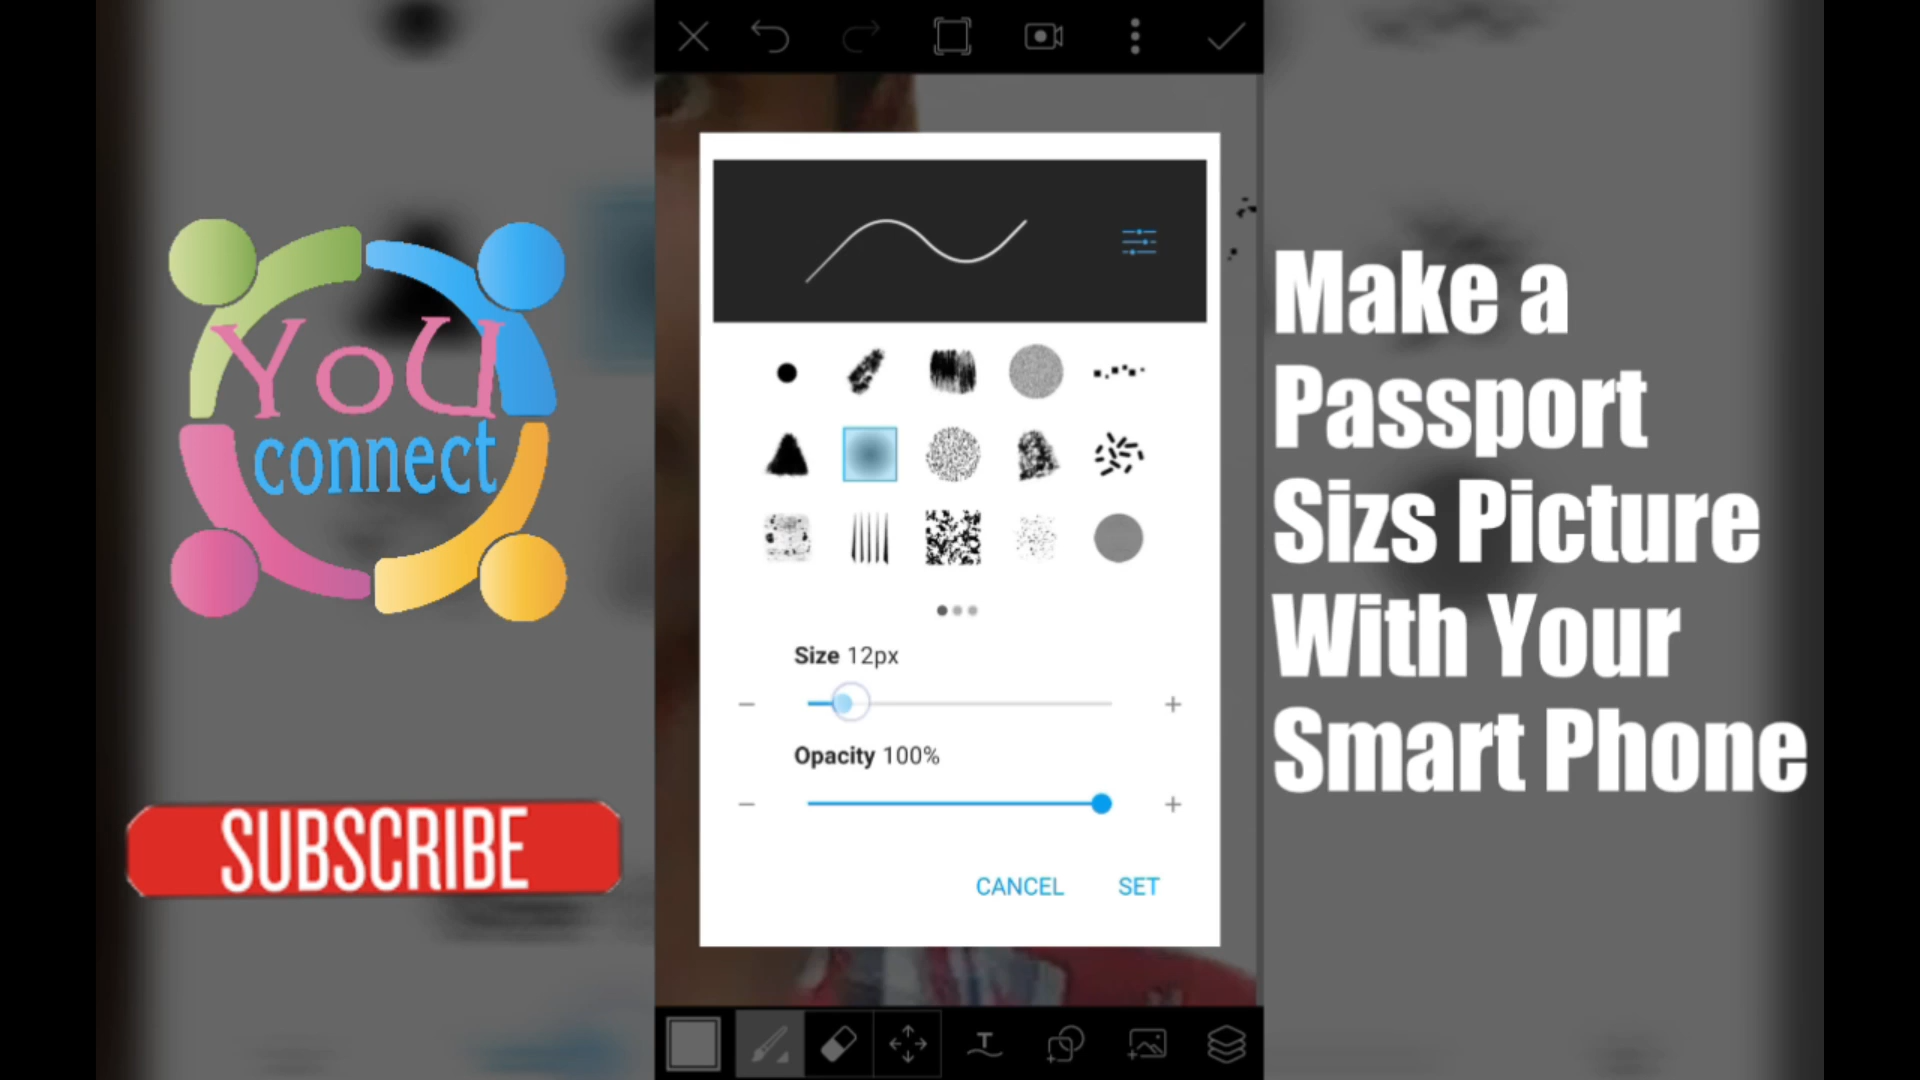 YoU
connect
SUBSCRIBE
Size 12px
Opacity 100%
CANCEL SET
Make a
Passport
Sizs Picture
With Your
Smart Phone